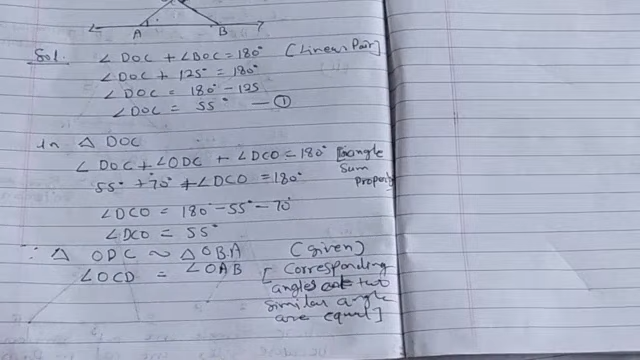 A B
Sol. ∠DOC + ∠BOC = 180° [Linear Pair]
∠DOC + 125° = 180°
∠DOC = 180° - 125
∠DOC = 55° — ①
In △ DOC
∠DOC + ∠ODC + ∠DCO = 180° [Tiangle
55° + 70° + ∠DCO = 180° Sum
Property
∠DCO = 180° - 55° - 70°
∠DCO = 55°
∵ △ ODC ~ △OBA (given)
∠OCD = ∠OAB [Corresponding
angles two
similar angle
are equal]